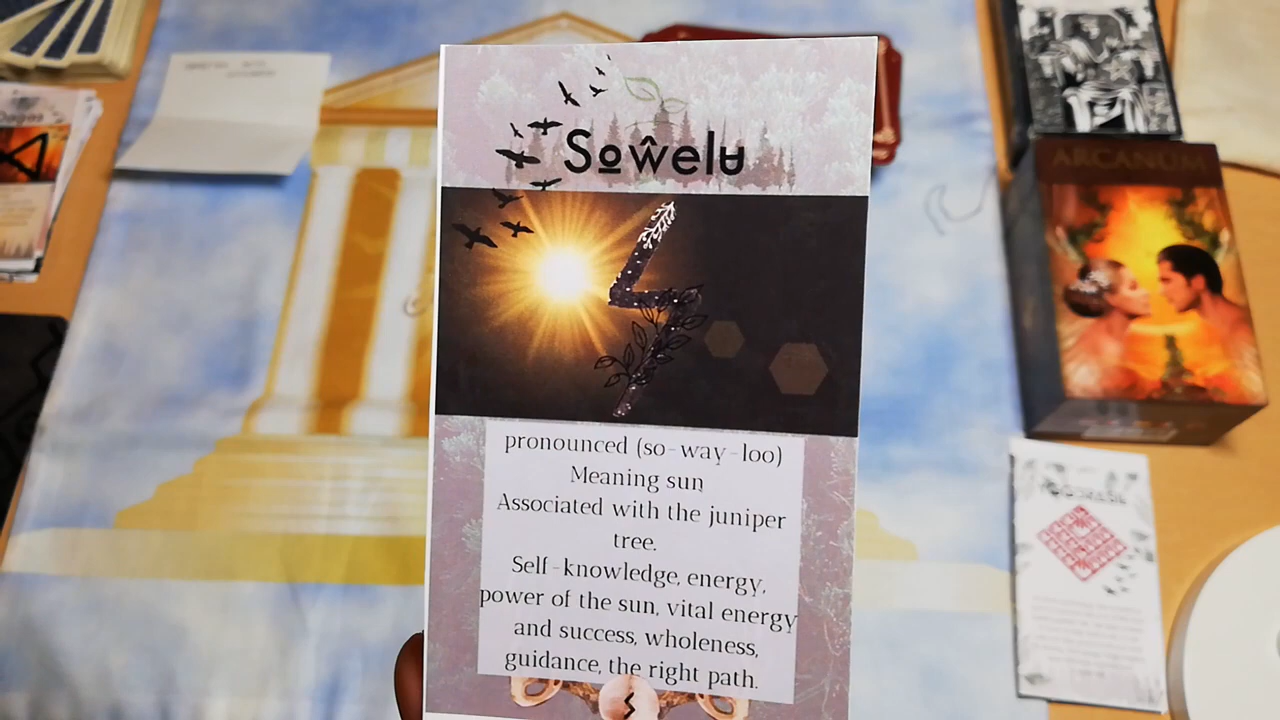 Sowelu
pronounced (so-way-loo)
Meaning sun
Associated with the juniper
tree.
Self-knowledge, energy,
power of the sun, vital energy
and success, wholeness,
guidance, the right path.
ARCANUM
Dagaz